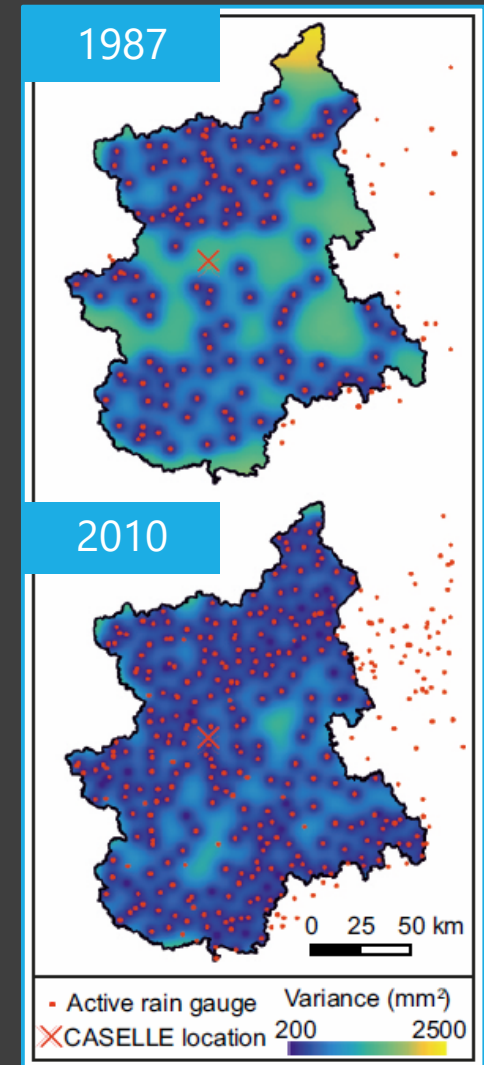 1987
2010
0 25 50 km
Active rain gauge Variance (mm²)
CASELLE location 200 2500